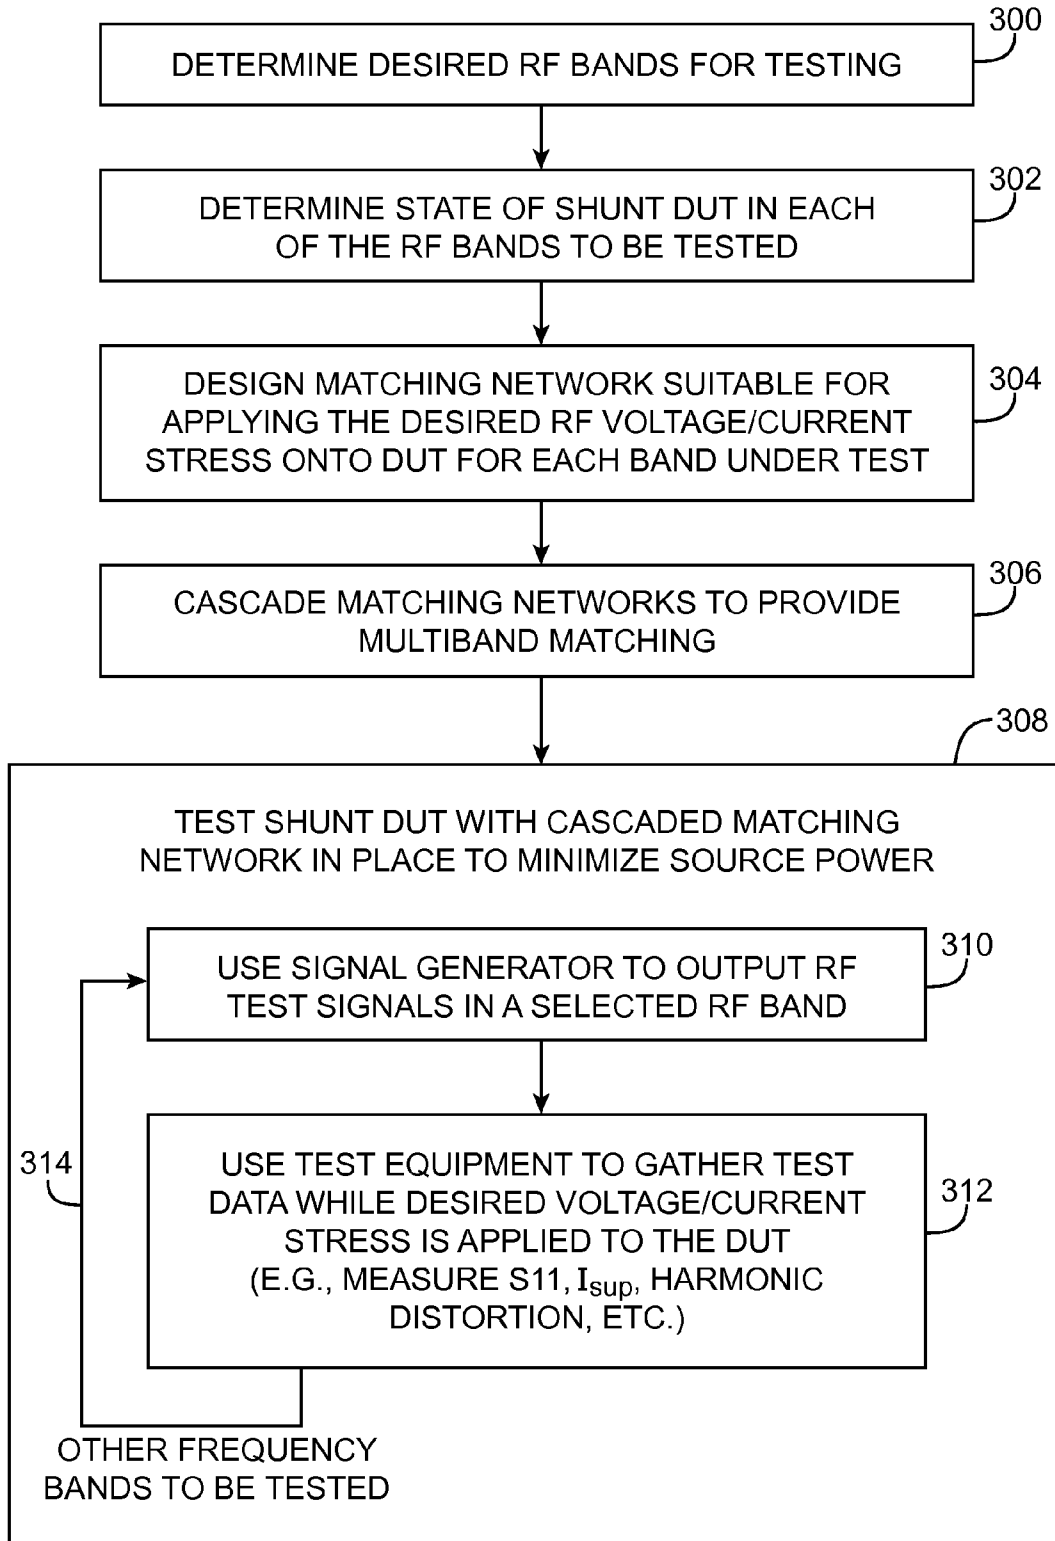 300
DETERMINE DESIRED RF BANDS FOR TESTING
302
DETERMINE STATE OF SHUNT DUT IN EACH
OF THE RF BANDS TO BE TESTED
304
DESIGN MATCHING NETWORK SUITABLE FOR
APPLYING THE DESIRED RF VOLTAGE/CURRENT
STRESS ONTO DUT FOR EACH BAND UNDER TEST
306
CASCADE MATCHING NETWORKS TO PROVIDE
MULTIBAND MATCHING
308
TEST SHUNT DUT WITH CASCADED MATCHING
NETWORK IN PLACE TO MINIMIZE SOURCE POWER
310
USE SIGNAL GENERATOR TO OUTPUT RF
TEST SIGNALS IN A SELECTED RF BAND
314
312
USE TEST EQUIPMENT TO GATHER TEST
DATA WHILE DESIRED VOLTAGE/CURRENT
STRESS IS APPLIED TO THE DUT
(E.G., MEASURE S11, Isup, HARMONIC
DISTORTION, ETC.)
OTHER FREQUENCY
BANDS TO BE TESTED